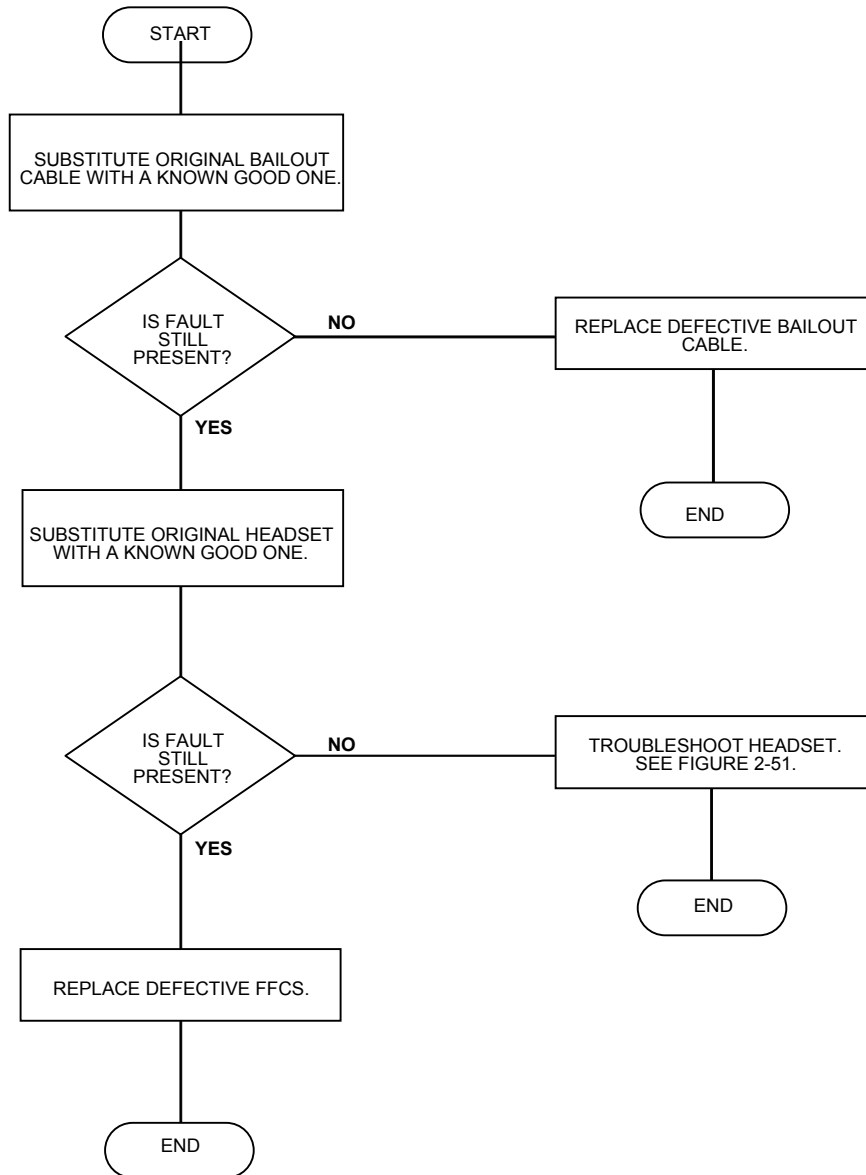 START
SUBSTITUTE ORIGINAL BAILOUT
CABLE WITH A KNOWN GOOD ONE.
IS FAULT
STILL
PRESENT?
NO
REPLACE DEFECTIVE BAILOUT
CABLE.
YES
END
SUBSTITUTE ORIGINAL HEADSET
WITH A KNOWN GOOD ONE.
IS FAULT
STILL
PRESENT?
NO
TROUBLESHOOT HEADSET.
SEE FIGURE 2-51.
YES
END
REPLACE DEFECTIVE FFCS.
END